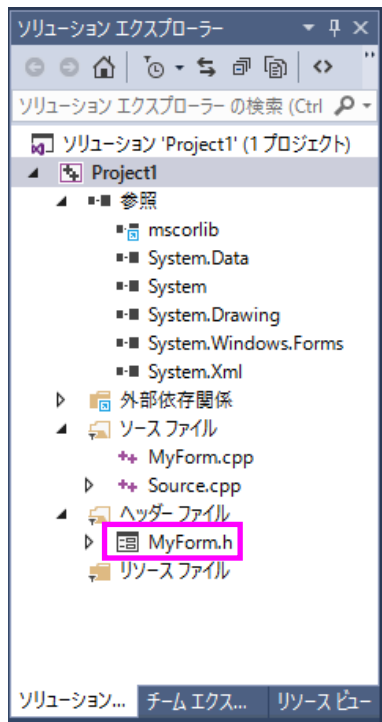 ソリューション エクスプローラー
ソリューション エクスプローラー の検索 (Ctrl
ソリューション 'Project1' (1 プロジェクト)
Project1
参照
mscorlib
System.Data
System
System.Drawing
System.Windows.Forms
System.Xml
外部依存関係
ソース ファイル
MyForm.cpp
Source.cpp
ヘッダー ファイル
MyForm.h
リソース ファイル
ソリューション... チーム エクス... リソース ビュー